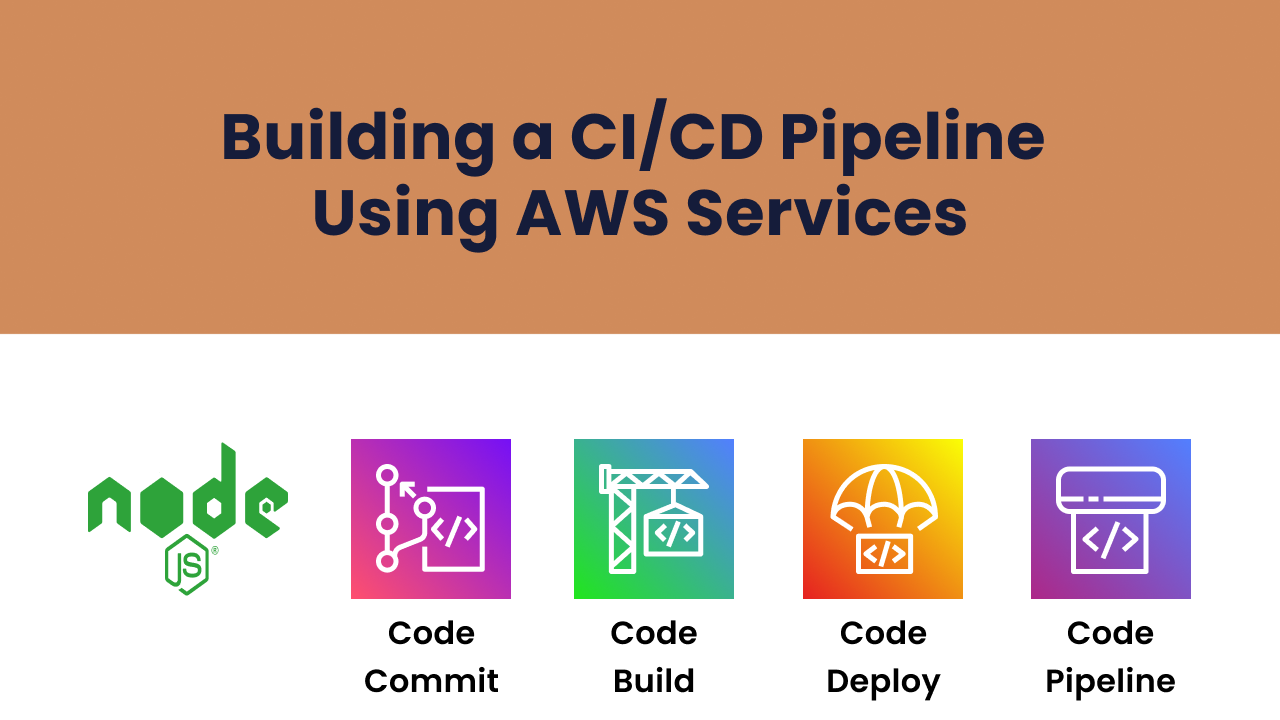 Building a CI/CD Pipeline
Using AWS Services
node
JS®
</>
</>
</>
</>
Code
Commit
Code
Build
Code
Deploy
Code
Pipeline